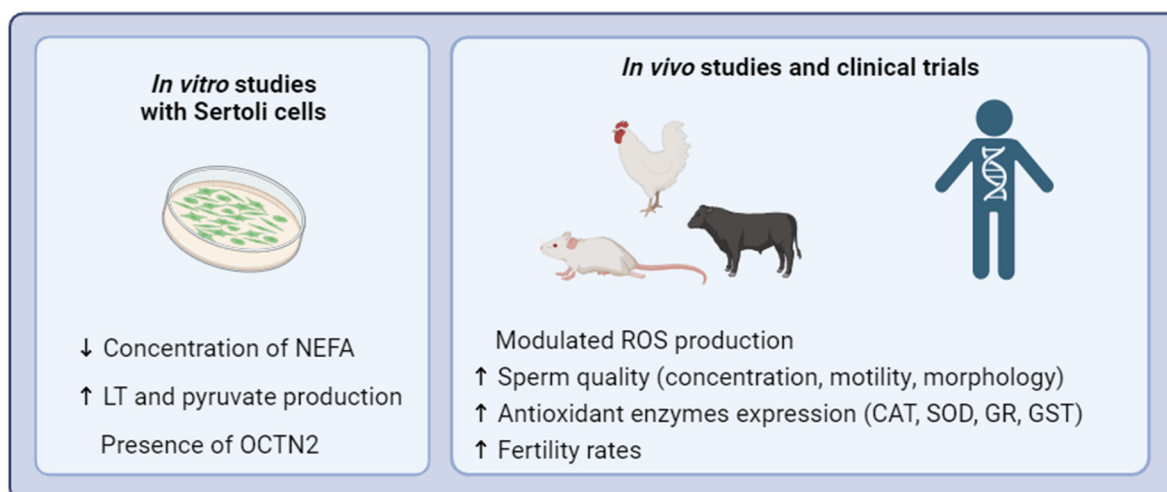 In vitro studies
with Sertoli cells
↓ Concentration of NEFA
↑ LT and pyruvate production
Presence of OCTN2
In vivo studies and clinical trials
Modulated ROS production
↑ Sperm quality (concentration, motility, morphology)
↑ Antioxidant enzymes expression (CAT, SOD, GR, GST)
↑ Fertility rates